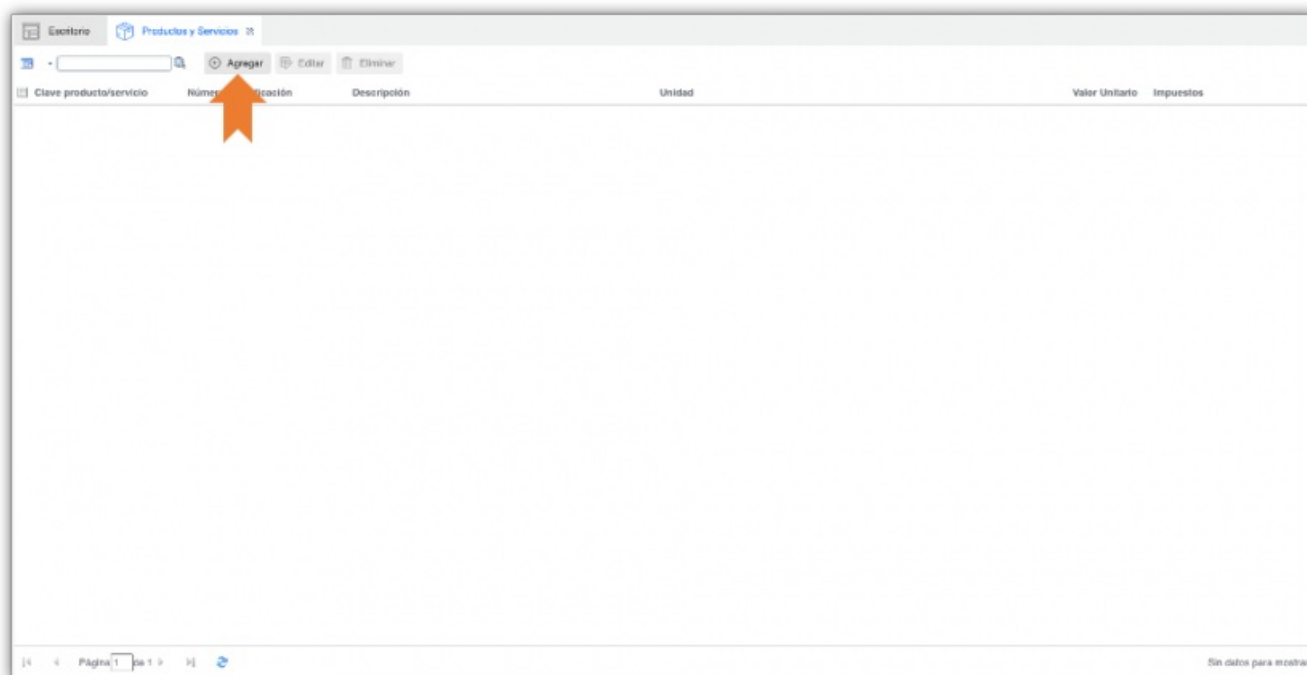 Escritorio Productos y Servicios
Agregar Editar Eliminar
Clave producto/servicio Descripción Unidad Valor Unitario Impuestos
Página 1 de 1 Sin datos para mostrar